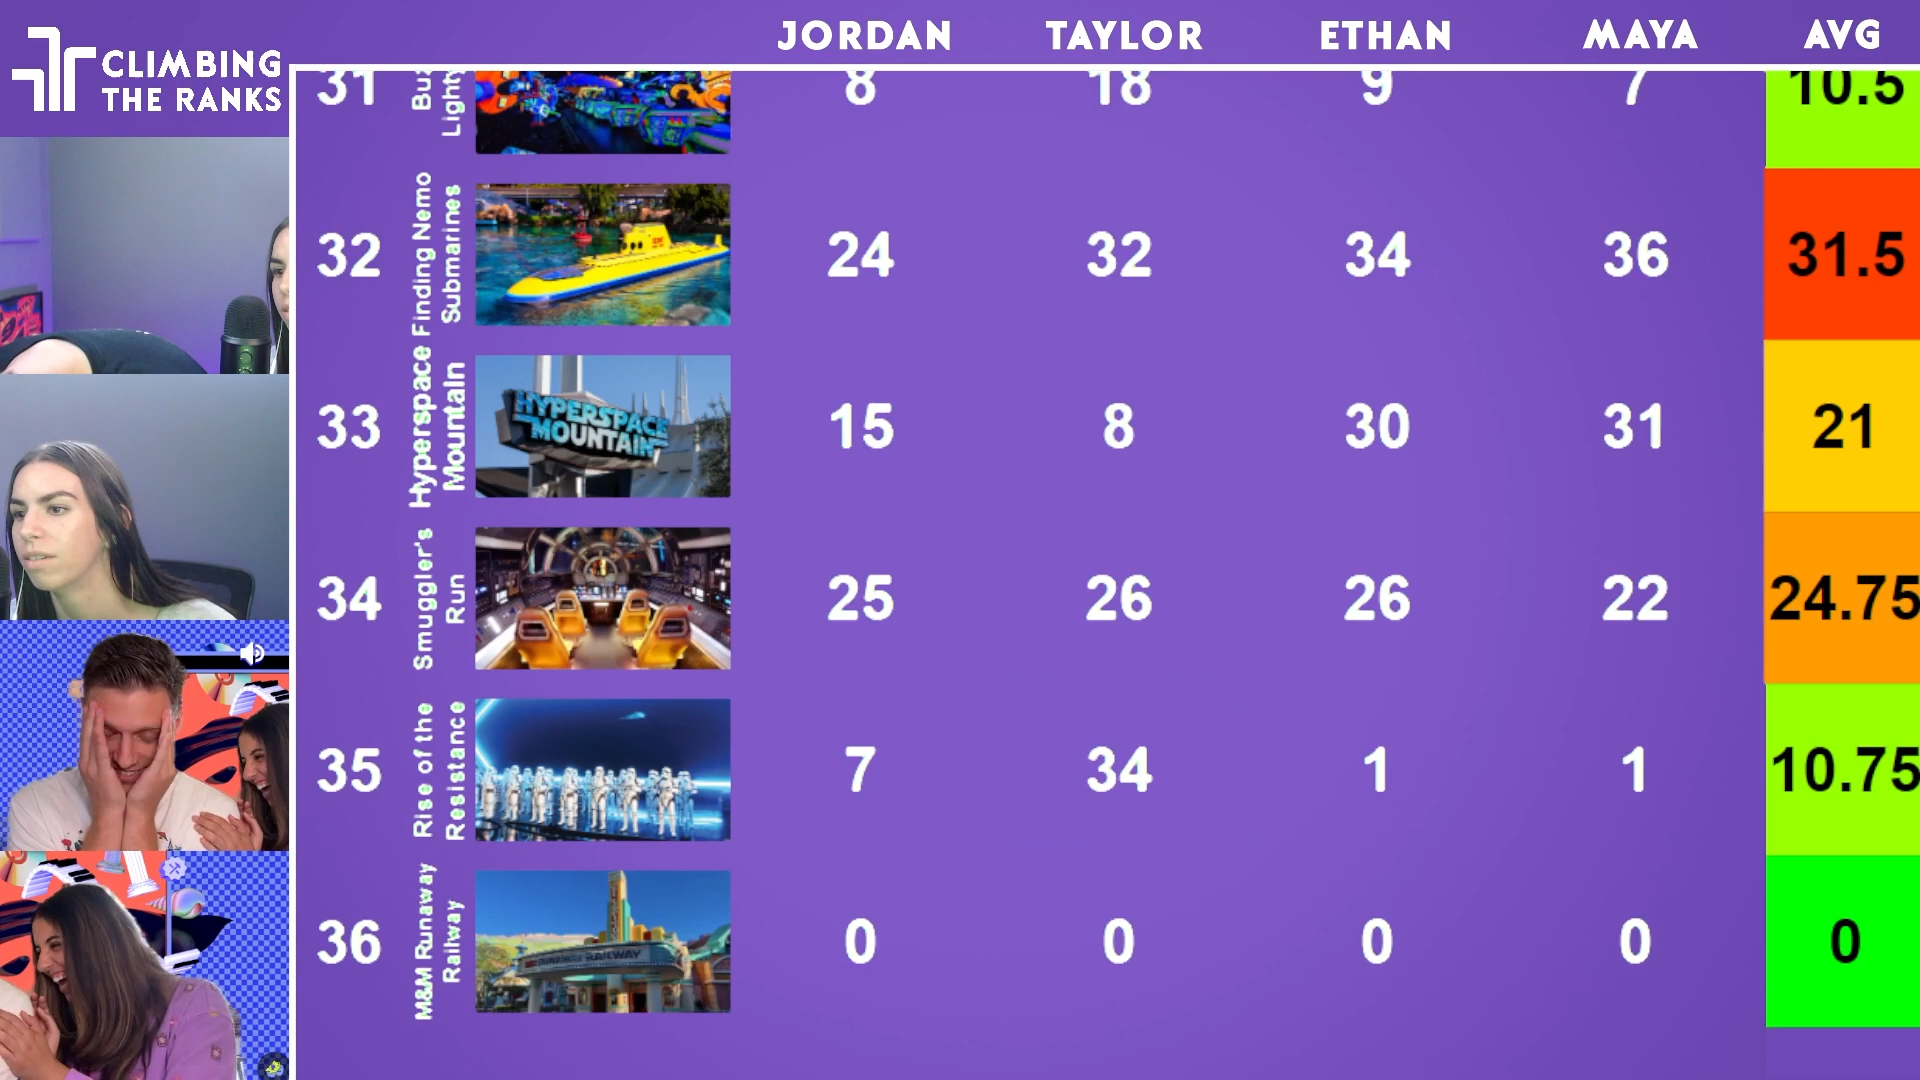 CLIMBING
THE RANKS
JORDAN TAYLOR ETHAN MAYA AVG
31 8 18 9 7 10.5
32 Finding Nemo
Submarines 24 32 34 36 31.5
33 Hyperspace
Mountain HYPERSPACE
MOUNTAIN 15 8 30 31 21
34 Smuggler's
Run 25 26 26 22 24.75
35 Rise of the
Resistance 7 34 1 1 10.75
36 M&M Runaway
Railway RUNAWAY RAILWAY 0 0 0 0 0